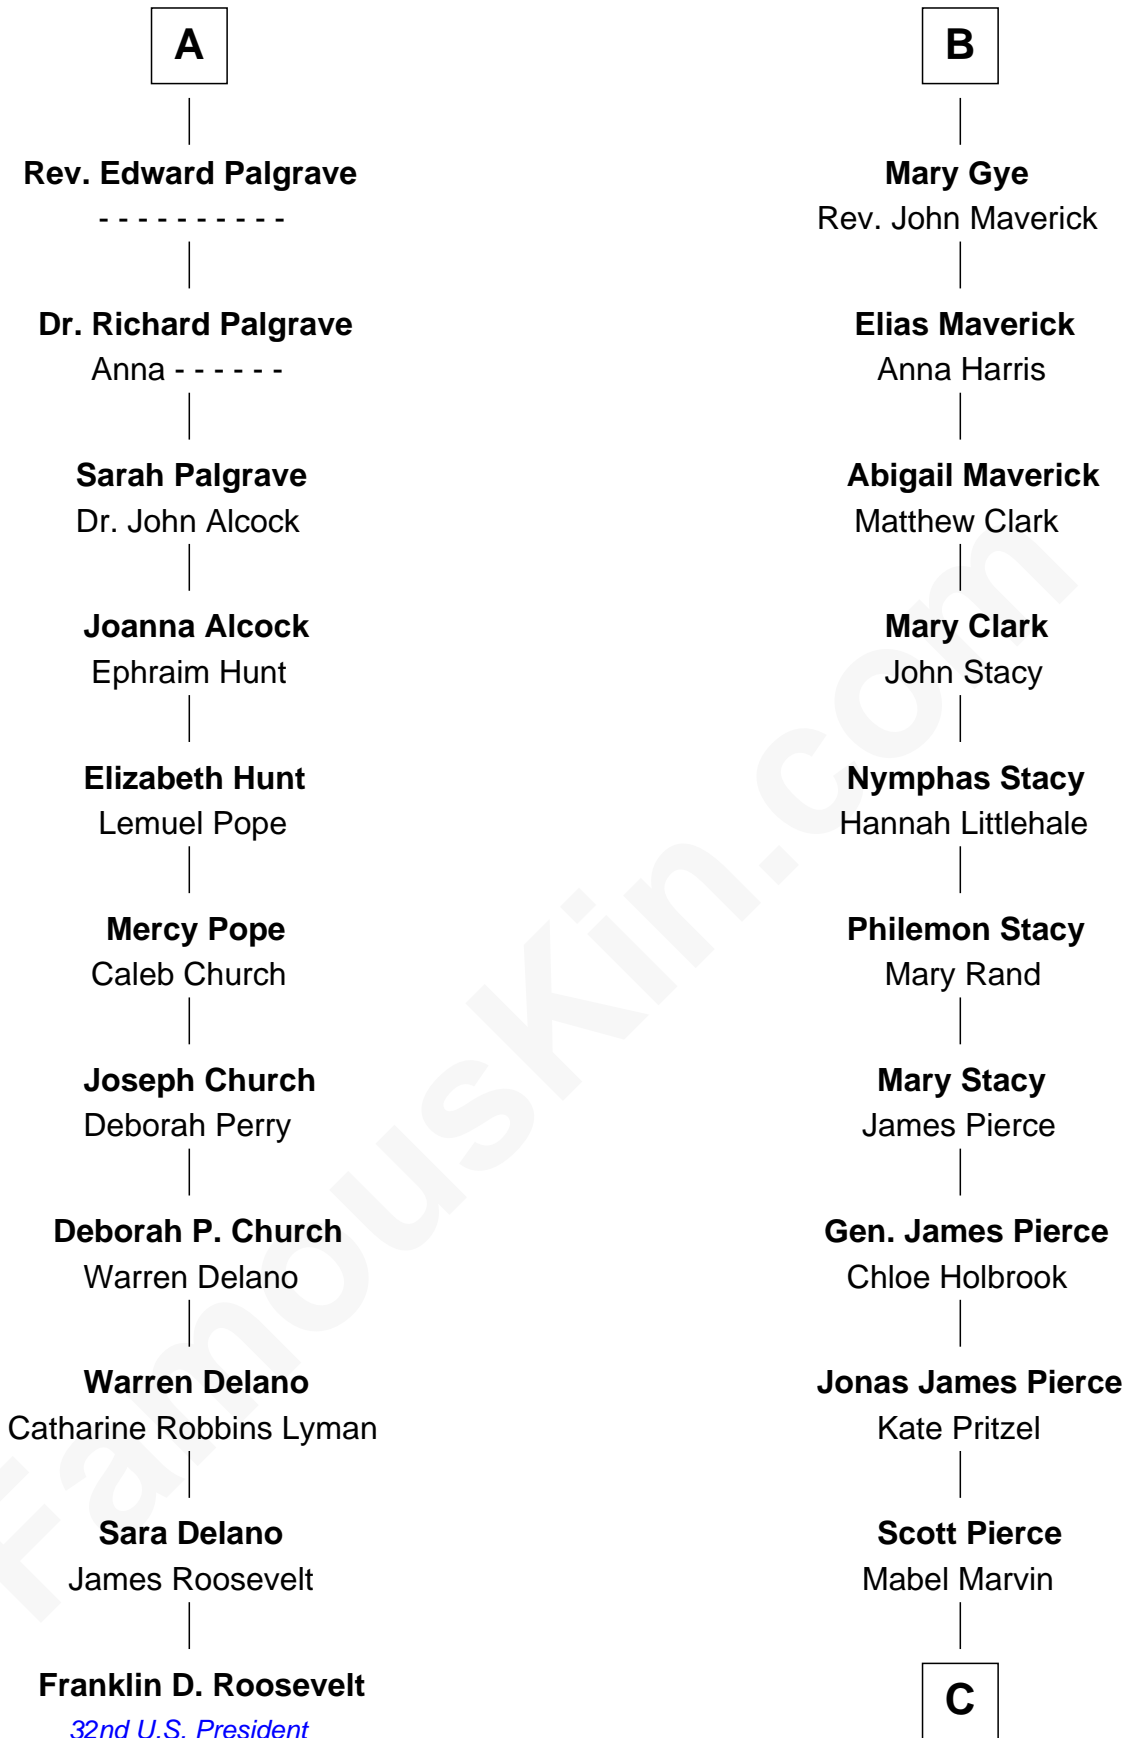 A
Rev. Edward Palgrave
- - - - - - - - - -
Dr. Richard Palgrave
Anna - - - - - -
Sarah Palgrave
Dr. John Alcock
Joanna Alcock
Ephraim Hunt
Elizabeth Hunt
Lemuel Pope
Mercy Pope
Caleb Church
Joseph Church
Deborah Perry
Deborah P. Church
Warren Delano
Warren Delano
Catharine Robbins Lyman
Sara Delano
James Roosevelt
Franklin D. Roosevelt
32nd U.S. President
B
Mary Gye
Rev. John Maverick
Elias Maverick
Anna Harris
Abigail Maverick
Matthew Clark
Mary Clark
John Stacy
Nymphas Stacy
Hannah Littlehale
Philemon Stacy
Mary Rand
Mary Stacy
James Pierce
Gen. James Pierce
Chloe Holbrook
Jonas James Pierce
Kate Pritzel
Scott Pierce
Mabel Marvin
C
FamousKin.com